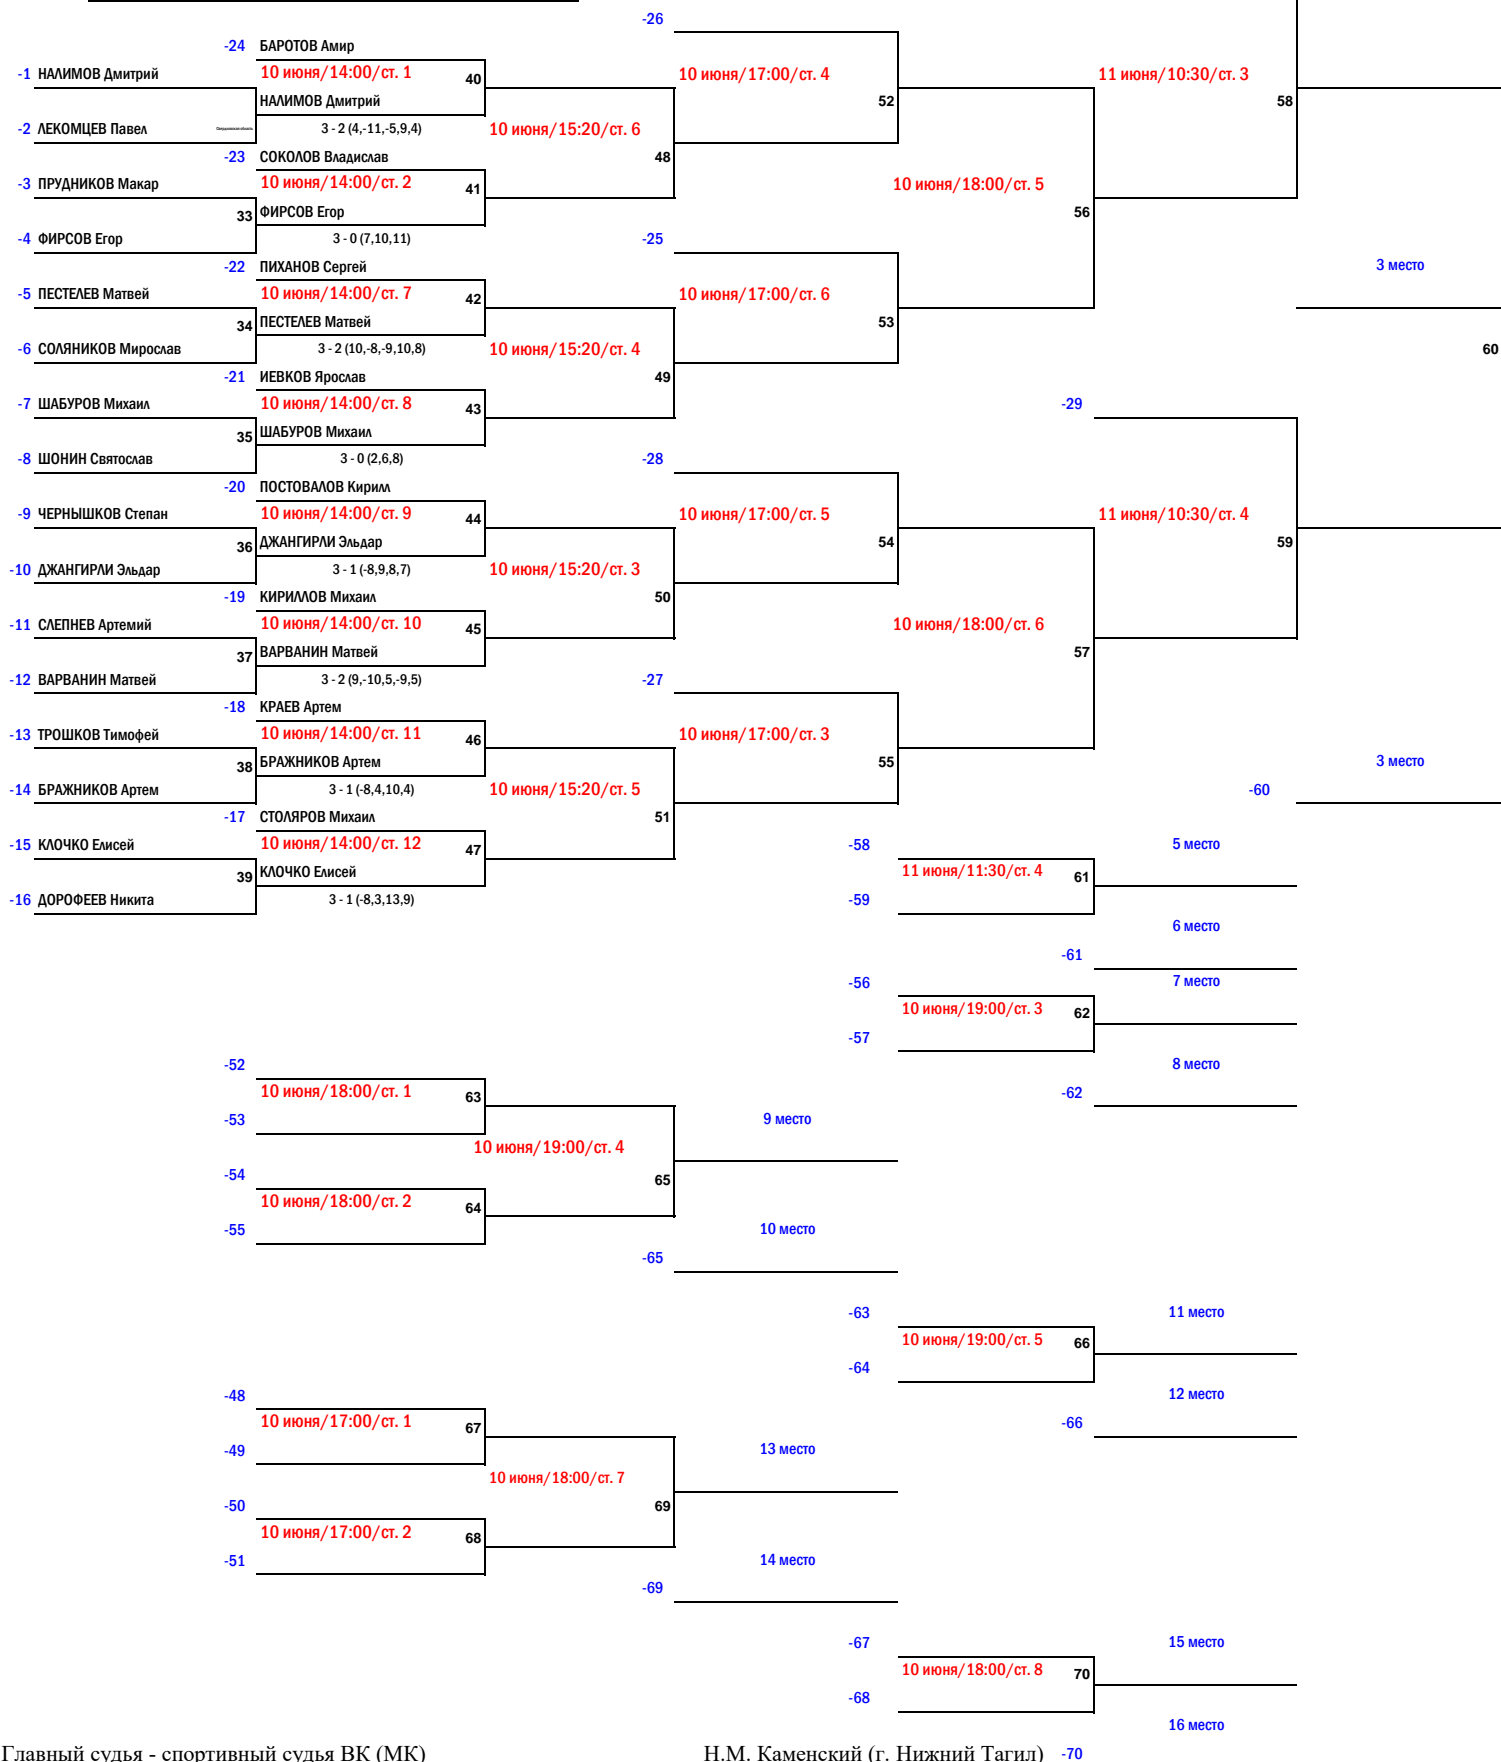 -26
-24 БАРОТОВ Амир
-1 НАЛИМОВ Дмитрий 10 июня/14:00/ст. 1 40 10 июня/17:00/ст. 4 11 июня/10:30/ст. 3
НАЛИМОВ Дмитрий 52 58
-2 ЛЕКОМЦЕВ Павел 3 - 2 (4,-11,-5,9,4) 10 июня/15:20/ст. 6
-23 СОКОЛОВ Владислав 48
-3 ПРУДНИКОВ Макар 10 июня/14:00/ст. 2 41 10 июня/18:00/ст. 5
33 ФИРСОВ Егор 56
-4 ФИРСОВ Егор 3 - 0 (7,10,11) -25
-22 ПИХАНОВ Сергей 3 место
-5 ПЕСТЕЛЕВ Матвей 10 июня/14:00/ст. 7 42 10 июня/17:00/ст. 6
34 ПЕСТЕЛЕВ Матвей 53
-6 СОЛЯНИКОВ Мирослав 3 - 2 (10,-8,-9,10,8) 10 июня/15:20/ст. 4 60
-21 ИЕВКОВ Ярослав 49
-7 ШАБУРОВ Михаил 10 июня/14:00/ст. 8 43 -29
35 ШАБУРОВ Михаил
-8 ШОНИН Святослав 3 - 0 (2,6,8) -28
-20 ПОСТОВАЛОВ Кирилл
-9 ЧЕРНЫШКОВ Степан 10 июня/14:00/ст. 9 44 10 июня/17:00/ст. 5 11 июня/10:30/ст. 4
36 ДЖАНГИРЛИ Эльдар 54 59
-10 ДЖАНГИРЛИ Эльдар 3 - 1 (-8,9,8,7) 10 июня/15:20/ст. 3
-19 КИРИЛЛОВ Михаил 50
-11 СЛЕПНЕВ Артемий 10 июня/14:00/ст. 10 45 10 июня/18:00/ст. 6
37 ВАРВАНИН Матвей 57
-12 ВАРВАНИН Матвей 3 - 2 (9,-10,5,-9,5) -27
-18 КРАЕВ Артем
-13 ТРОШКОВ Тимофей 10 июня/14:00/ст. 11 46 10 июня/17:00/ст. 3
38 БРАЖНИКОВ Артем 55 3 место
-14 БРАЖНИКОВ Артем 3 - 1 (-8,4,10,4) 10 июня/15:20/ст. 5 -60
-17 СТОЛЯРОВ Михаил 51
-15 КЛОЧКО Елисей 10 июня/14:00/ст. 12 47 -58 5 место
39 КЛОЧКО Елисей 11 июня/11:30/ст. 4 61
-16 ДОРОФЕЕВ Никита 3 - 1 (-8,3,13,9) -59
6 место
-61
-56 7 место
10 июня/19:00/ст. 3 62
-57
-52 8 место
10 июня/18:00/ст. 1 63 -62
-53 9 место
10 июня/19:00/ст. 4
-54 65
10 июня/18:00/ст. 2 64
-55 10 место
-65
-63 11 место
10 июня/19:00/ст. 5 66
-64
-48 12 место
10 июня/17:00/ст. 1 67 -66
-49 13 место
10 июня/18:00/ст. 7
-50 69
10 июня/17:00/ст. 2 68
-51 14 место
-69
-67 15 место
10 июня/18:00/ст. 8 70
-68
16 место
Главный судья - спортивный судья ВК (МК) Н.М. Каменский (г. Нижний Тагил) -70